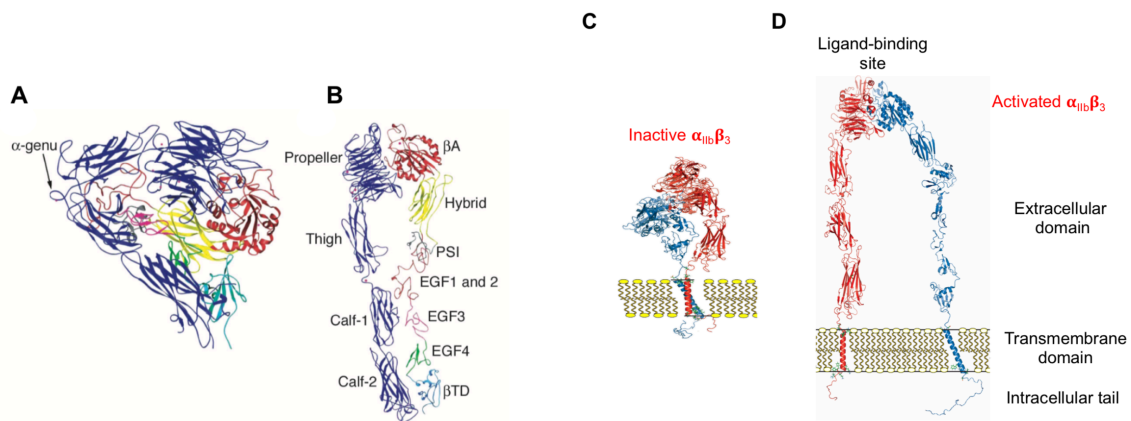 A
α-genu
B
Propeller
βA
Hybrid
Thigh
PSI
EGF1 and 2
Calf-1
EGF3
EGF4
Calf-2
βTD
C
Inactive αIIbβ3
D
Ligand-binding
site
Activated αIIbβ3
Extracellular
domain
Transmembrane
domain
Intracellular tail